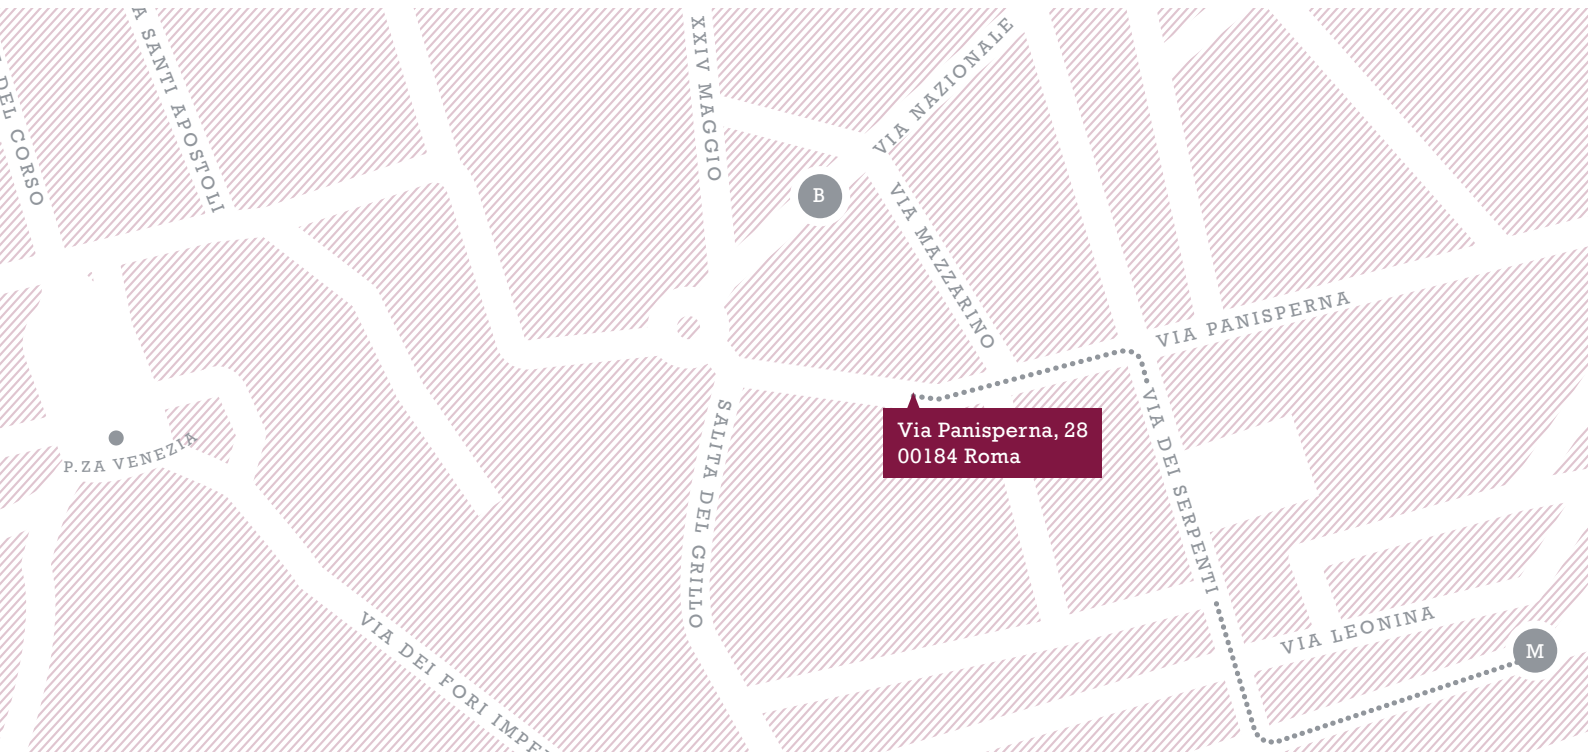 A SANTI APOSTOLI
DEL CORSO
XXIV MAGGIO
VIA NAZIONALE
B
VIA MAZZARINO
VIA PANISPERNA
Via Panisperna, 28
00184 Roma
P.ZA VENEZIA
SALITA DEL GRILLO
VIA DEI SERPENTI
VIA DEI FORI IMPE
VIA LEONINA
M